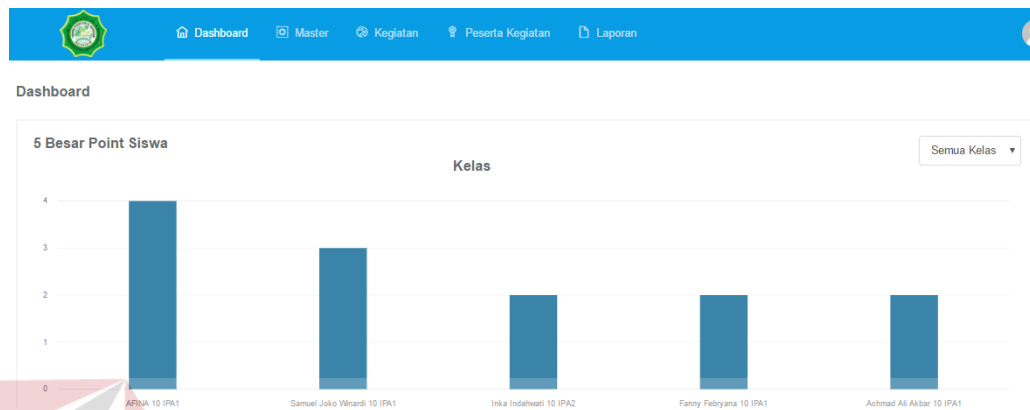 Dashboard Master Kegiatan Peserta Kegiatan Laporan
Dashboard
5 Besar Point Siswa
Semua Kelas
Kelas
4
3
2
1
0
AFINA 10 IPA1 Samuel Joko Winardi 10 IPA1 Inka Indahwati 10 IPA2 Fanny Febryana 10 IPA1 Achmad Ali Akbar 10 IPA1